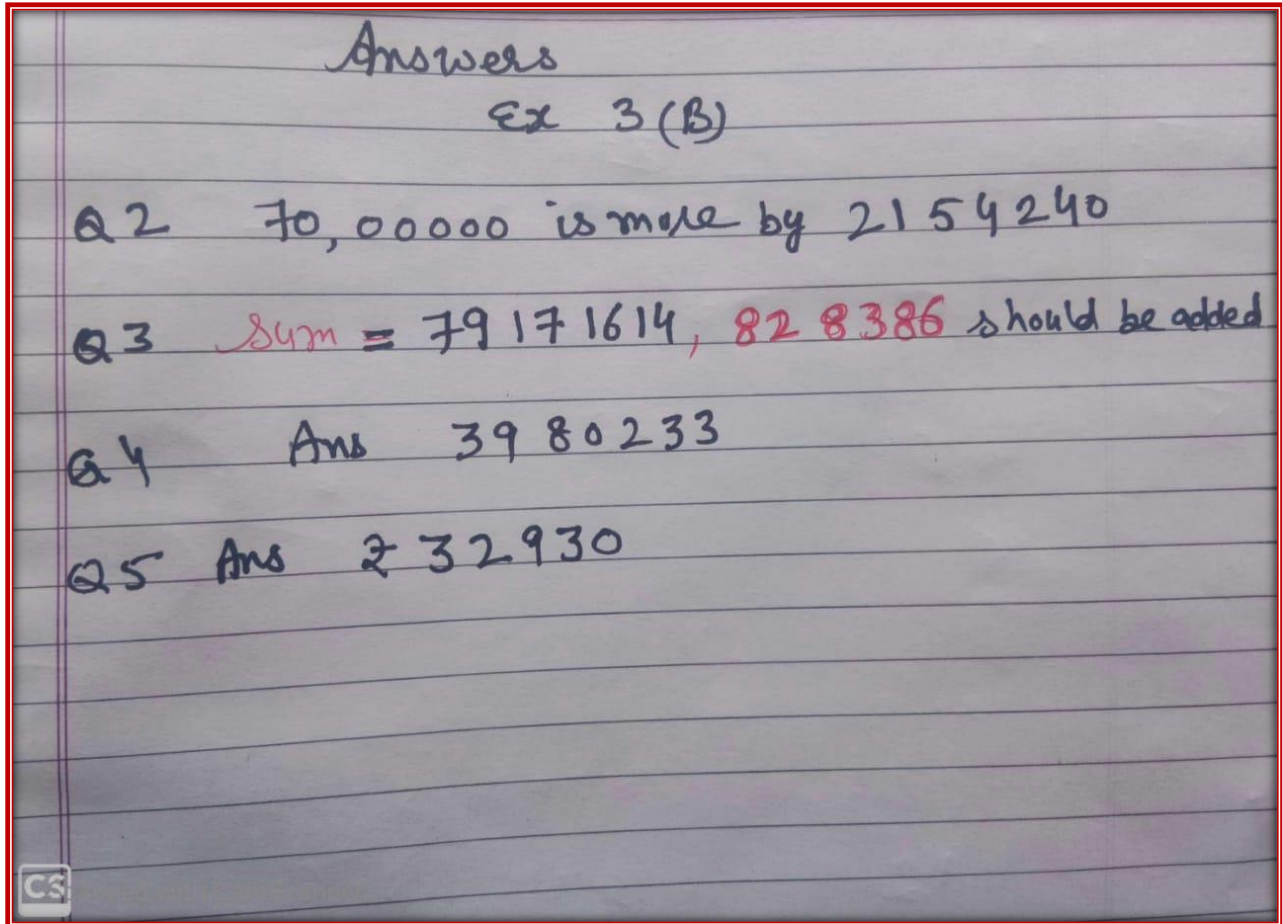 Answers
Ex 3 (B)
Q2 70,00000 is more by 2154240
Q3 Sum = 79171614, 828386 should be added
Q4 Ans 3980233
Q5 Ans ₹ 32930
CS